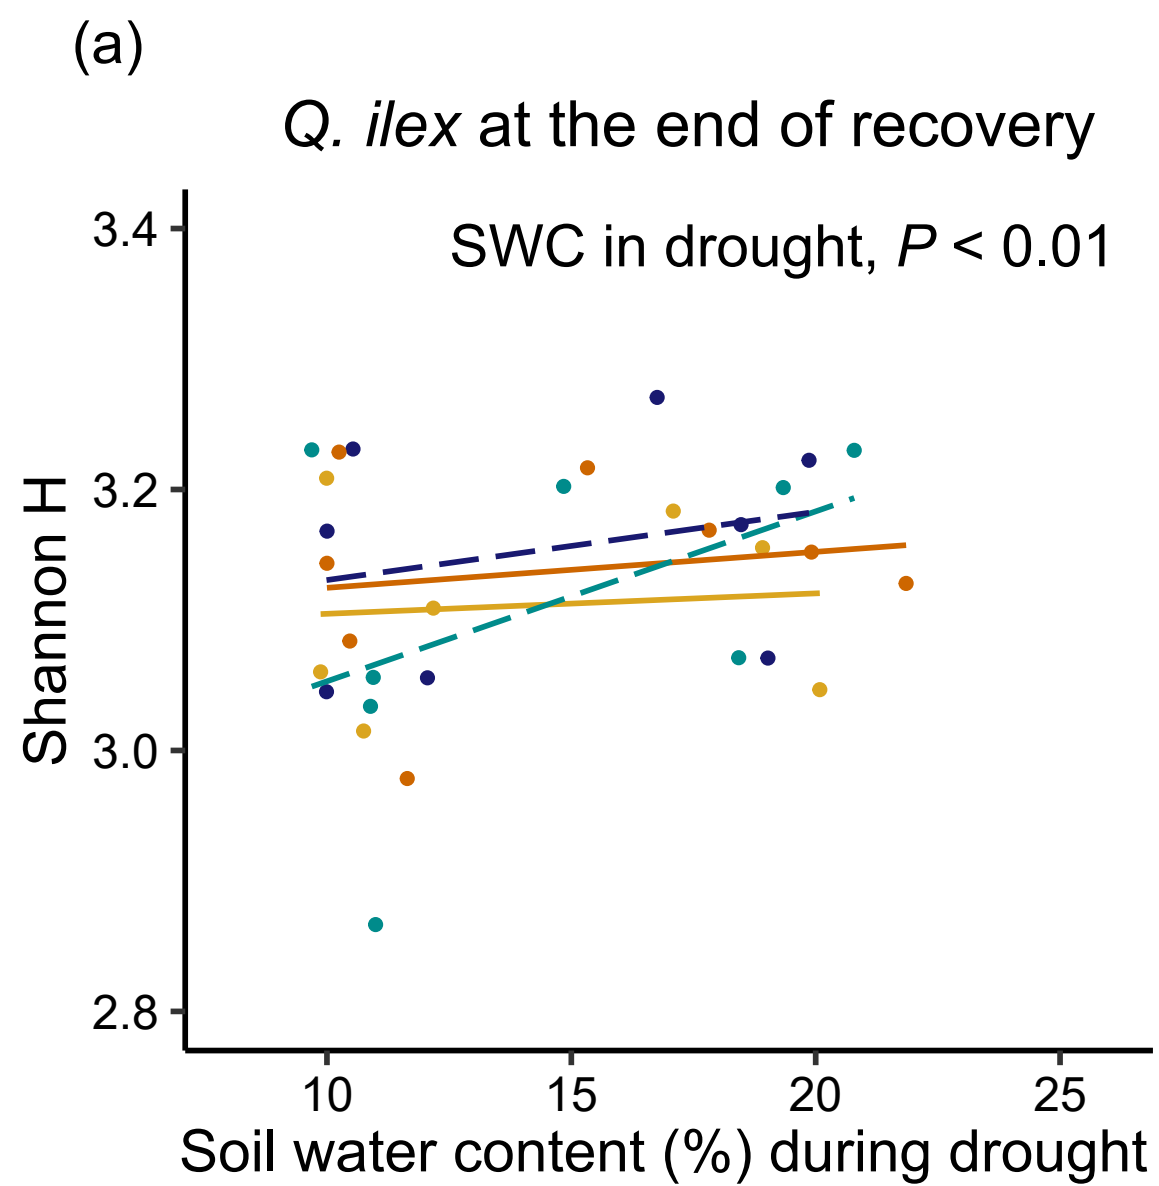 (a)
Q. ilex at the end of recovery
SWC in drought, P < 0.01
Shannon H
3.4
3.2
3.0
2.8
10 15 20 25
Soil water content (%) during drought